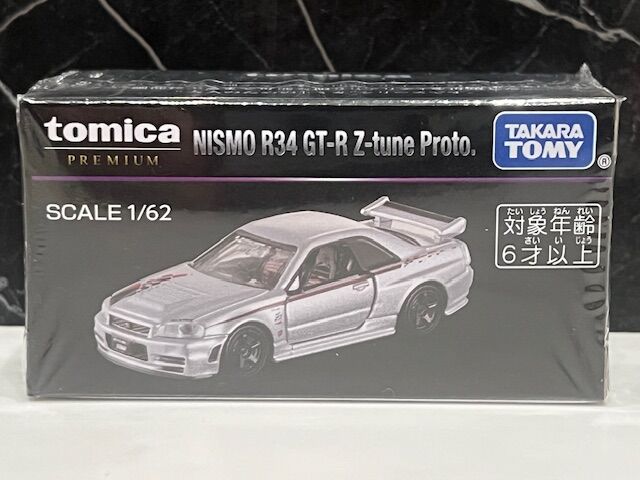 tomica
PREMIUM
NISMO R34 GT-R Z-tune Proto.
TAKARA
TOMY
®
SCALE 1/62
たい しょう ねん れい
対象年齢
さい い じょう
6才以上